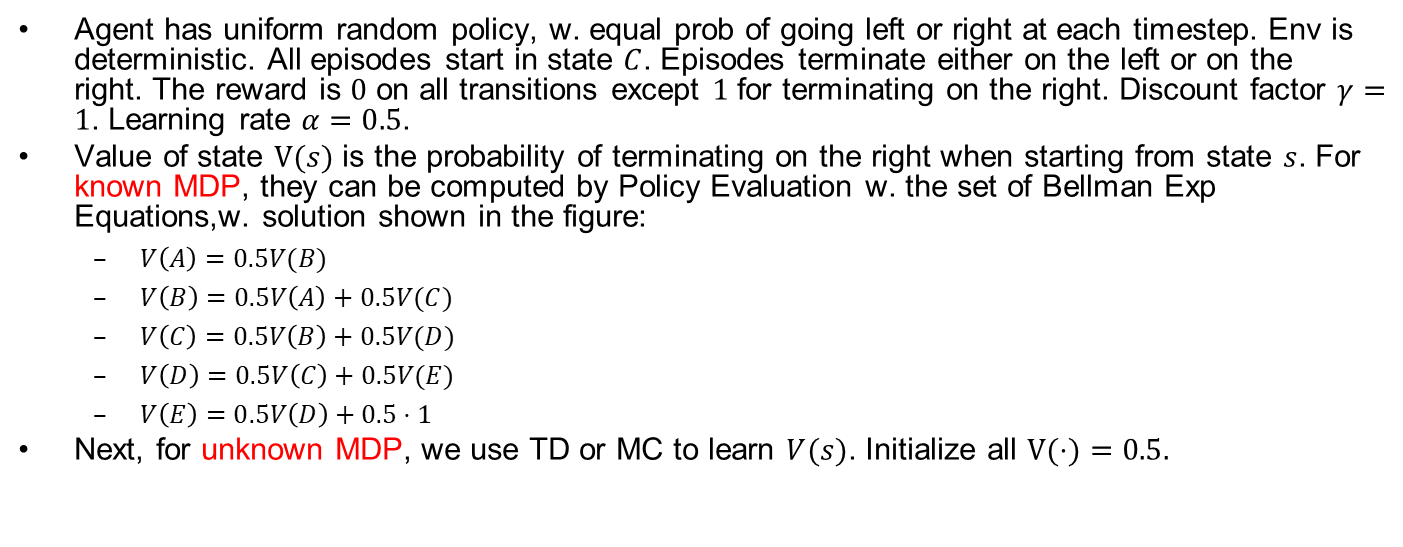 • Agent has uniform random policy, w. equal prob of going left or right at each timestep. Env is
deterministic. All episodes start in state C. Episodes terminate either on the left or on the
right. The reward is 0 on all transitions except 1 for terminating on the right. Discount factor γ =
1. Learning rate α = 0.5.
• Value of state V(s) is the probability of terminating on the right when starting from state s. For
known MDP, they can be computed by Policy Evaluation w. the set of Bellman Exp
Equations,w. solution shown in the figure:
– V(A) = 0.5V(B)
– V(B) = 0.5V(A) + 0.5V(C)
– V(C) = 0.5V(B) + 0.5V(D)
– V(D) = 0.5V(C) + 0.5V(E)
– V(E) = 0.5V(D) + 0.5 · 1
• Next, for unknown MDP, we use TD or MC to learn V(s). Initialize all V(·) = 0.5.